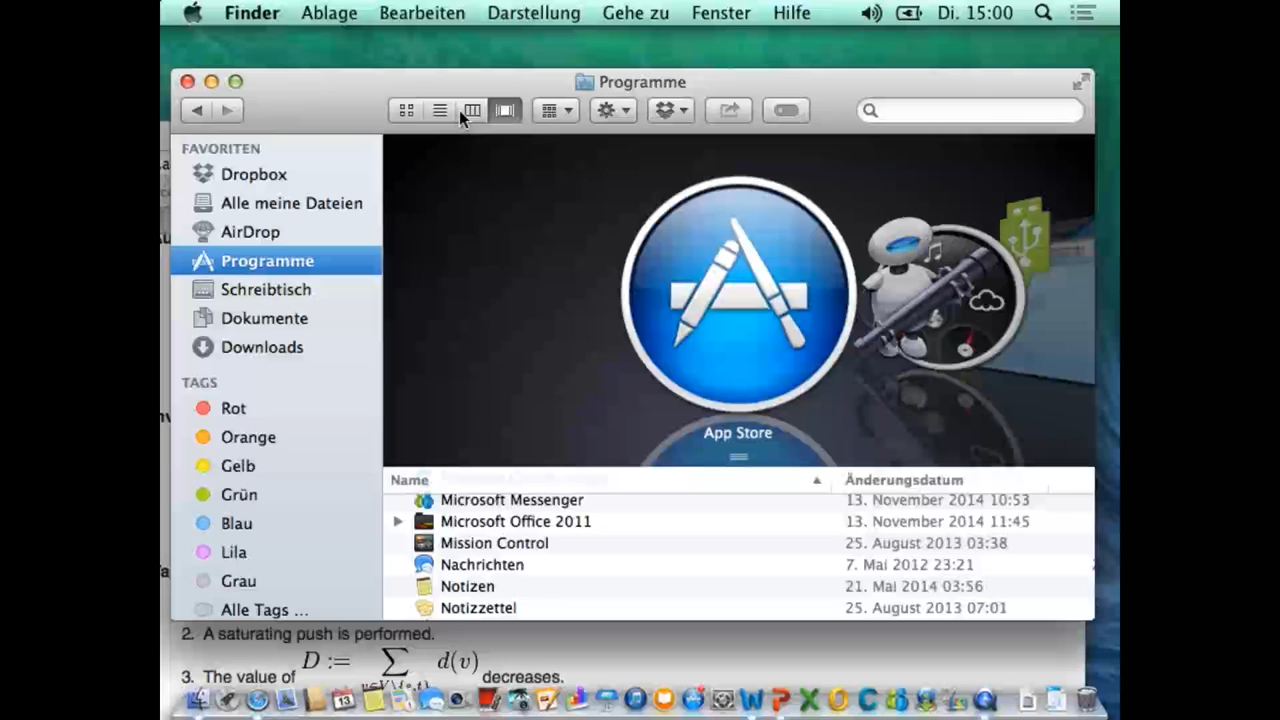 Finder Ablage Bearbeiten Darstellung Gehe zu Fenster Hilfe Di. 15:00
Programme
FAVORITEN
Dropbox
Alle meine Dateien
AirDrop
Programme
Schreibtisch
Dokumente
Downloads
TAGS
Rot
Orange
Gelb
Grün
Blau
Lila
Grau
Alle Tags ...
App Store
Name Änderungsdatum
Microsoft Messenger 13. November 2014 10:53
Microsoft Office 2011 13. November 2014 11:45
Mission Control 25. August 2013 03:38
Nachrichten 7. Mai 2012 23:21
Notizen 21. Mai 2014 03:56
Notizzettel 25. August 2013 07:01
2. A saturating push is performed.
3. The value of D := ∑ d(v) decreases.